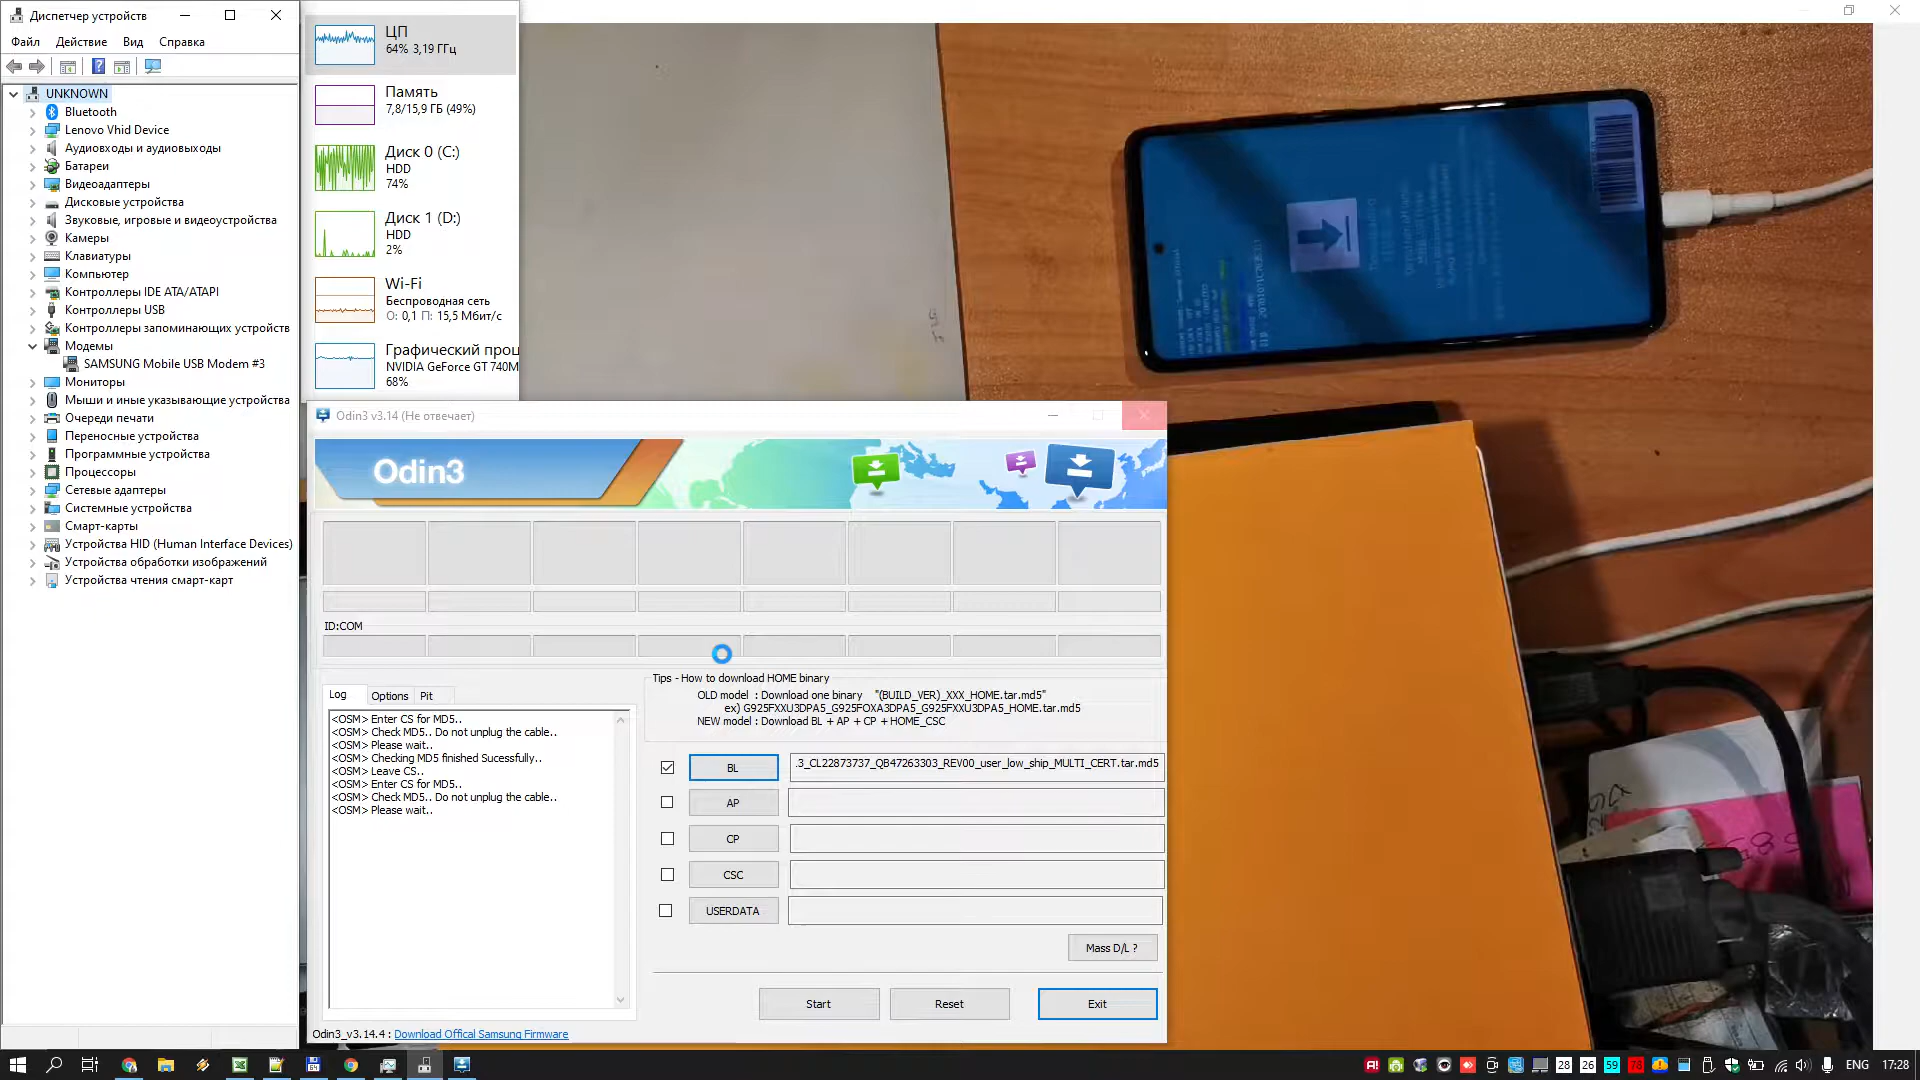 Диспетчер устройств
Файл Действие Вид Справка
UNKNOWN
Bluetooth
Lenovo Vhid Device
Аудиовходы и аудиовыходы
Батареи
Видеоадаптеры
Дисковые устройства
Звуковые, игровые и видеоустройства
Камеры
Клавиатуры
Компьютер
Контроллеры IDE ATA/ATAPI
Контроллеры USB
Контроллеры запоминающих устройств
Модемы
SAMSUNG Mobile USB Modem #3
Мониторы
Мыши и иные указывающие устройства
Очереди печати
Переносные устройства
Программные устройства
Процессоры
Сетевые адаптеры
Системные устройства
Смарт-карты
Устройства HID (Human Interface Devices)
Устройства обработки изображений
Устройства чтения смарт-карт
ЦП
64% 3,19 ГГц
Память
7,8/15,9 ГБ (49%)
Диск 0 (C:)
HDD
74%
Диск 1 (D:)
HDD
2%
Wi-Fi
Беспроводная сеть
О: 0,1 П: 15,5 Мбит/с
Графический проц
NVIDIA GeForce GT 740M
68%
Odin3 v3.14 (Не отвечает)
Odin3
ID:COM
Log Options Pit
<OSM> Enter CS for MD5..
<OSM> Check MD5.. Do not unplug the cable..
<OSM> Please wait..
<OSM> Checking MD5 finished Sucessfully..
<OSM> Leave CS..
<OSM> Enter CS for MD5..
<OSM> Check MD5.. Do not unplug the cable..
<OSM> Please wait..
Tips - How to download HOME binary
OLD model : Download one binary "(BUILD_VER)_XXX_HOME.tar.md5"
ex) G925FXXU3DPA5_G925FOXA3DPA5_G925FXXU3DPA5_HOME.tar.md5
NEW model : Download BL + AP + CP + HOME_CSC
BL .3_CL22873737_QB47263303_REV00_user_low_ship_MULTI_CERT.tar.md5
AP
CP
CSC
USERDATA
Mass D/L ?
Start Reset Exit
Odin3_v3.14.4 : Download Offical Samsung Firmware
28 26 59 78 ENG 17:28